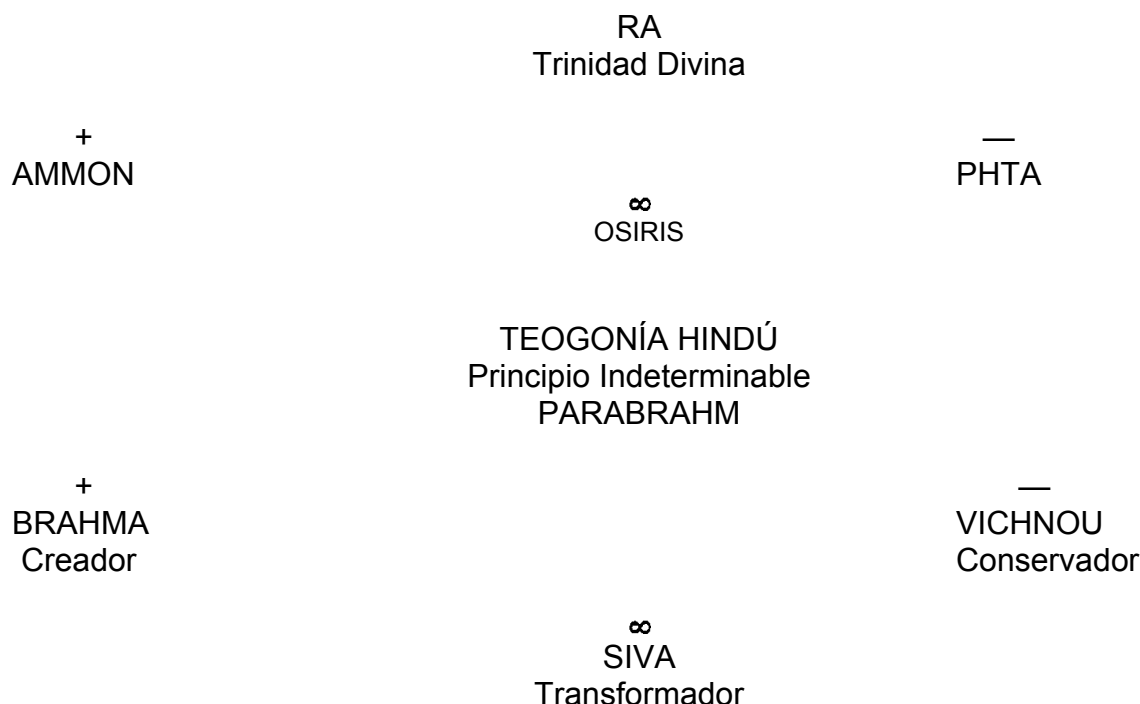 RA
Trinidad Divina
+ —
AMMON PHTA
∞
OSIRIS
TEOGONÍA HINDÚ
Principio Indeterminable
PARABRAHM
+ —
BRAHMA VICHNOU
Creador Conservador
∞
SIVA
Transformador